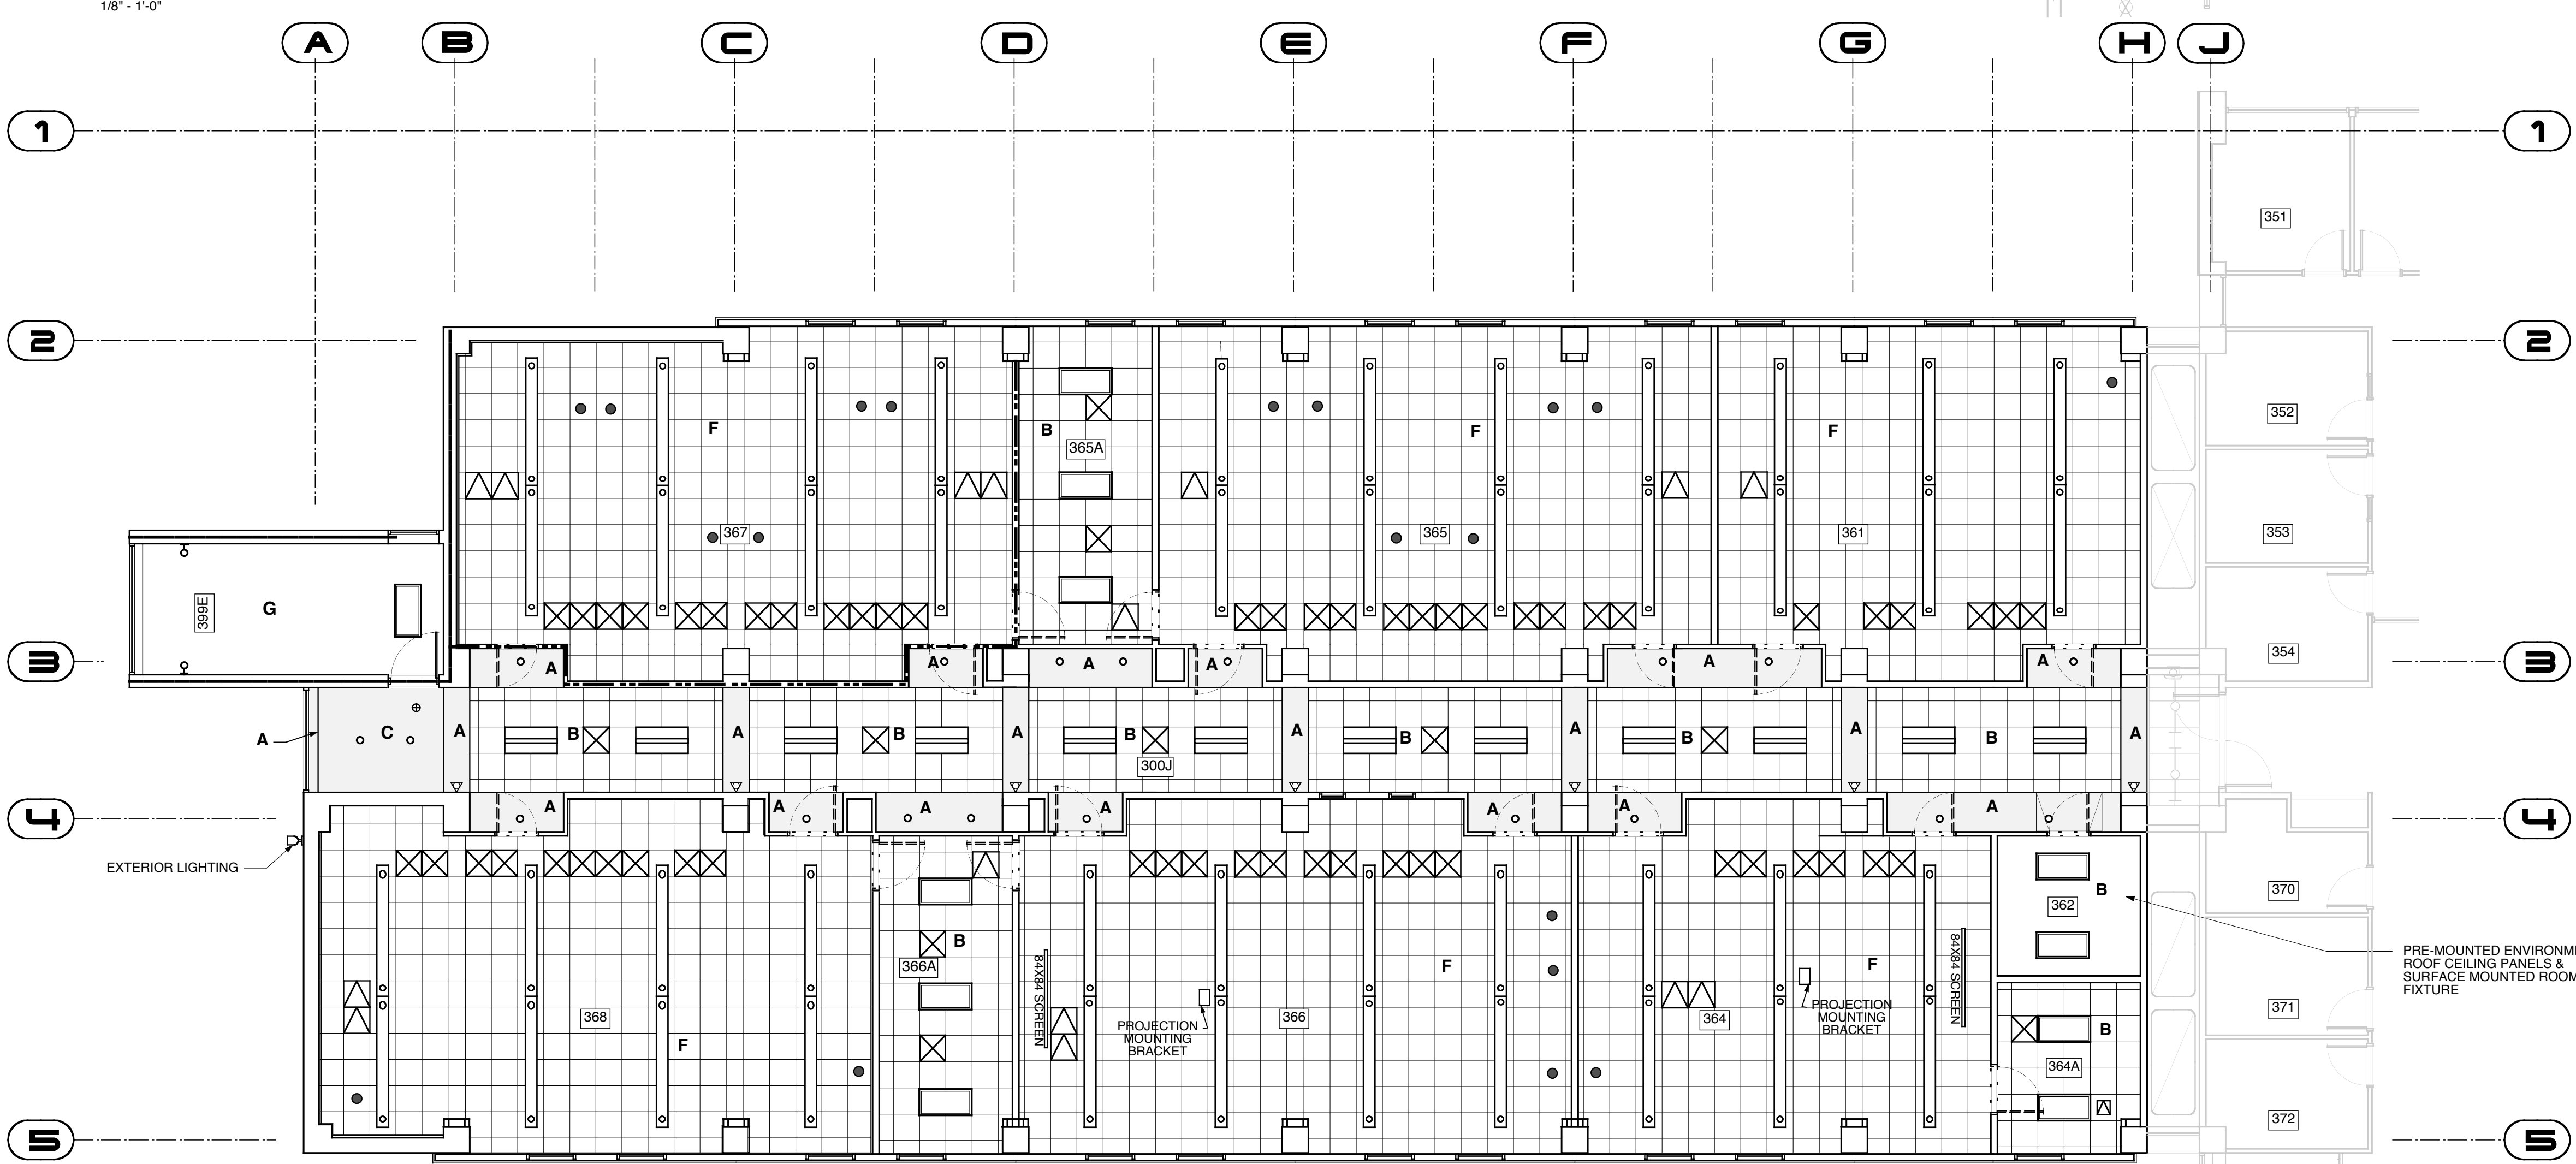 1/8" - 1'-0"
A B C D E F G H J
1 1
351
2 2
352
F B F F
365A
367 365 361
353
399E G
354
3 3
A A A A A A
C A B A B A B A B A B A B A
A
300J
4 4
A A A A A A A
EXTERIOR LIGHTING
370
362 B
366A B
84X84 SCREEN
F
F
84X84 SCREEN
PRE-MOUNTED
ROOF CEILING PANELS &
SURFACE MOUNTED ROOM
FIXTURE
368 366 364
371
PROJECTION
MOUNTING
BRACKET
PROJECTION
MOUNTING
BRACKET
F
B
364A
372
5 5